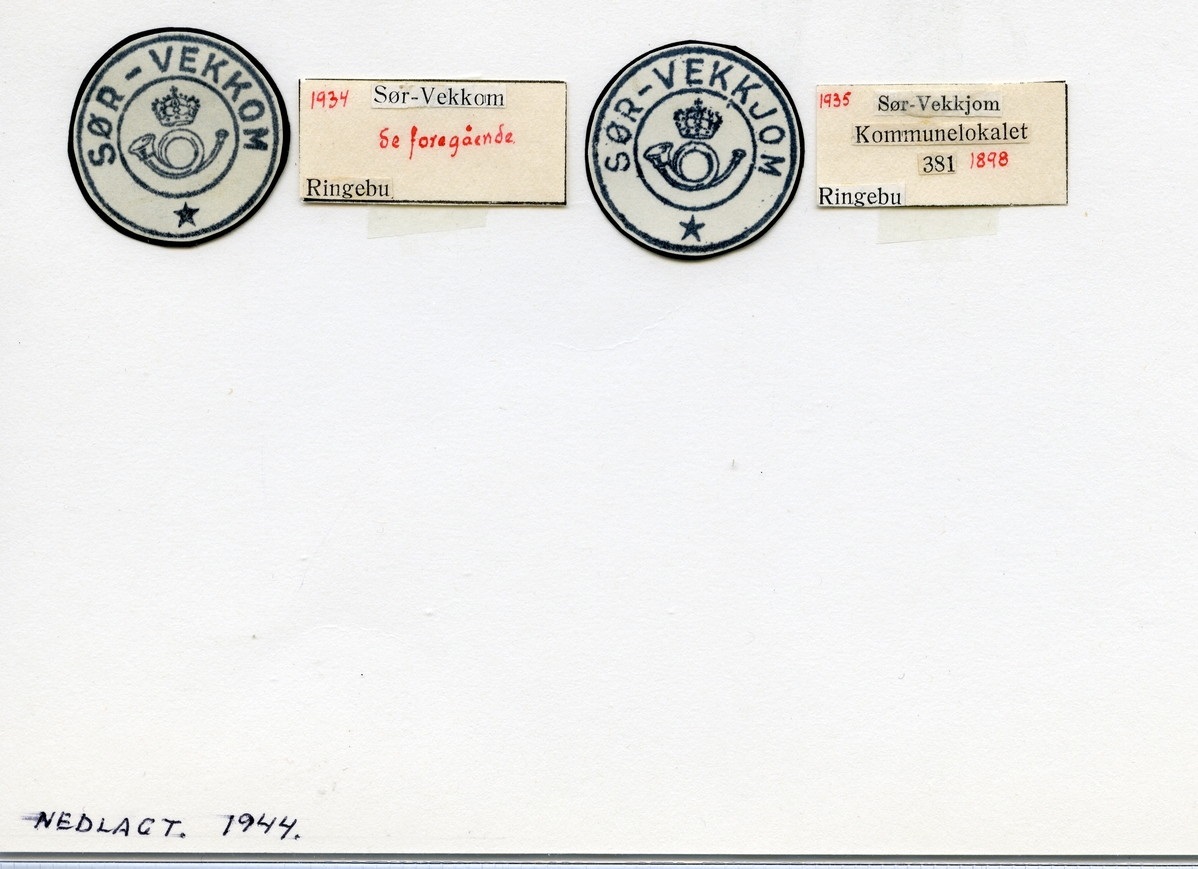 SØR-VEKKOM
1934 Sør-Vekkom
Se foregående.
Ringebu
SØR-VEKKJOM
1935 Sør-Vekkjom
Kommunelokalet
381 1898
Ringebu
NEDLAGT. 1944.